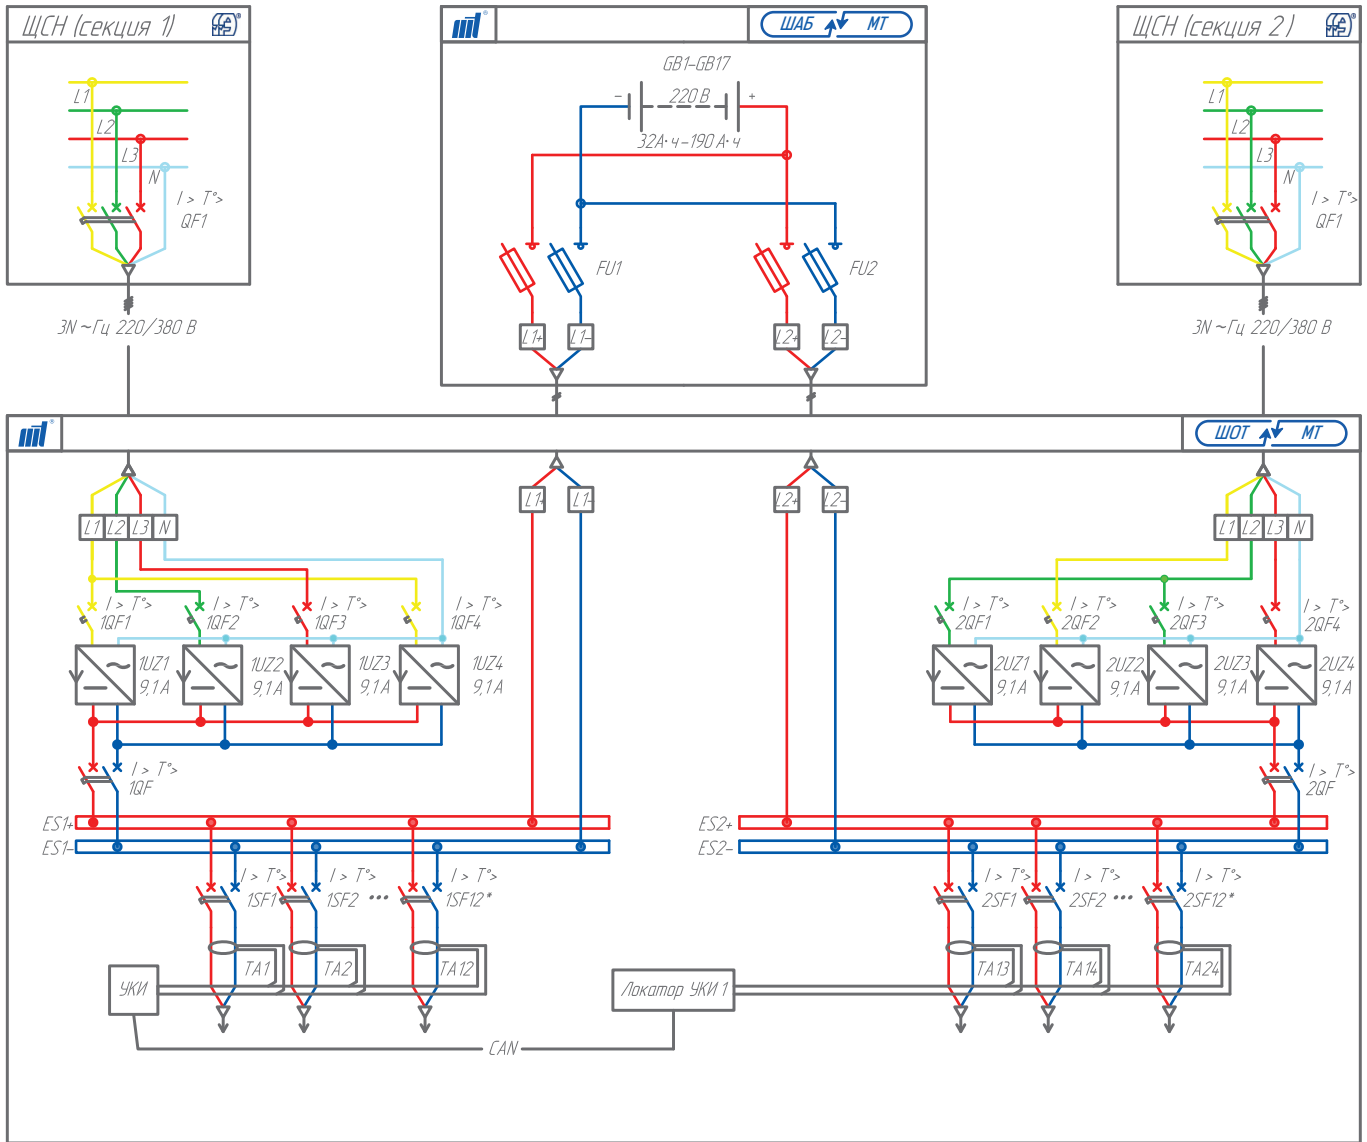 ЩСН (секция 1)
L1
L2
L3
N
I > T°>
QF1
3N ~Гц 220/380 В
ШАБ МТ
GB1-GB17
- 220 В +
32А·ч-190 А·ч
FU1
FU2
L1+ L1- L2+ L2-
ЩСН (секция 2)
L1
L2
L3
N
I > T°>
QF1
3N ~Гц 220/380 В
ШОТ МТ
L1 L2 L3 N
L1+ L1- L2+ L2-
L1 L2 L3 N
I > T°> I > T°> I > T°> I > T°>
1QF1 1QF2 1QF3 1QF4
I > T°> I > T°> I > T°> I > T°>
2QF1 2QF2 2QF3 2QF4
1UZ1 1UZ2 1UZ3 1UZ4
9,1 А 9,1 А 9,1 А 9,1 А
2UZ1 2UZ2 2UZ3 2UZ4
9,1 А 9,1 А 9,1 А 9,1 А
I > T°>
1QF
I > T°>
2QF
ES1+
ES1-
ES2+
ES2-
I > T°> I > T°> I > T°>
1SF1 1SF2 ••• 1SF12*
I > T°> I > T°> I > T°>
2SF1 2SF2 ••• 2SF12*
TA1 TA2 TA12
TA13 TA14 TA24
УКИ
Локатор УКИ 1
CAN